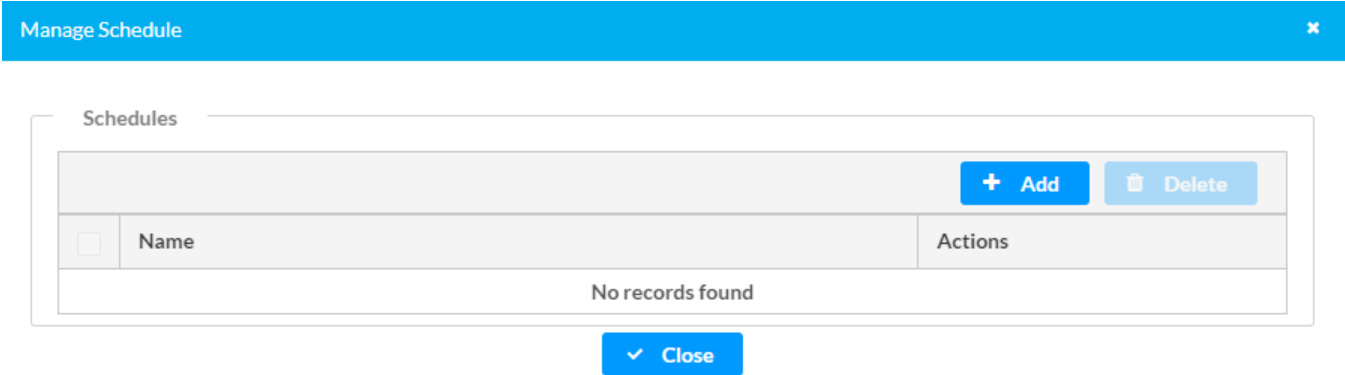 Manage Schedule
Schedules
Add Delete
Name Actions
No records found
Close